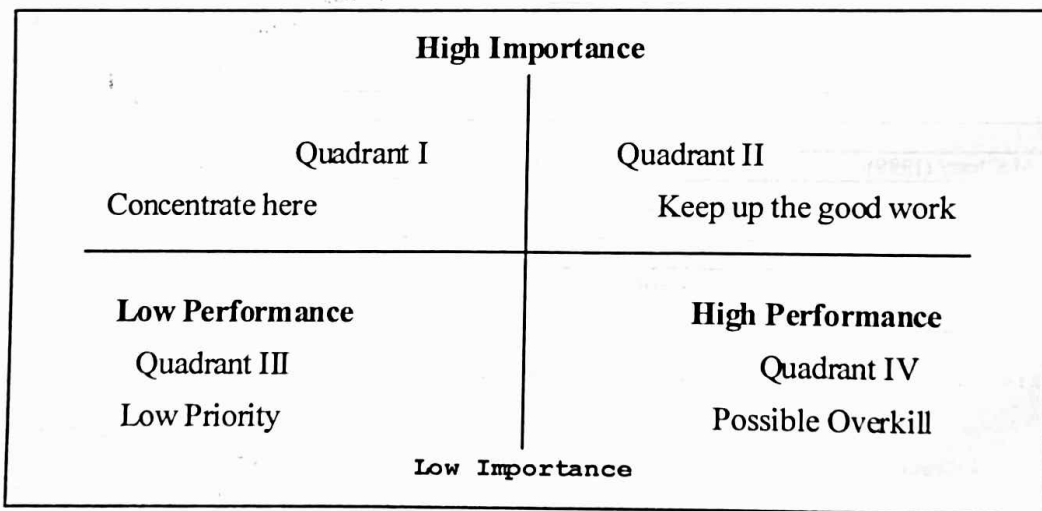 High Importance
Quadrant I
Quadrant II
Concentrate here
Keep up the good work
Low Performance
High Performance
Quadrant III
Quadrant IV
Low Priority
Possible Overkill
Low Importance